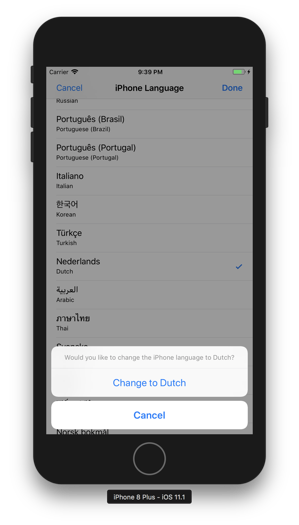 Carrier 9:39 PM
Cancel iPhone Language Done
Russian
Português (Brasil)
Portuguese (Brazil)
Português (Portugal)
Portuguese (Portugal)
Italiano
Italian
한국어
Korean
Türkçe
Turkish
Nederlands
Dutch
العربية
Arabic
ภาษาไทย
Thai
Would you like to change the iPhone language to Dutch?
Change to Dutch
Cancel
Norsk bokmål
iPhone 8 Plus - iOS 11.1